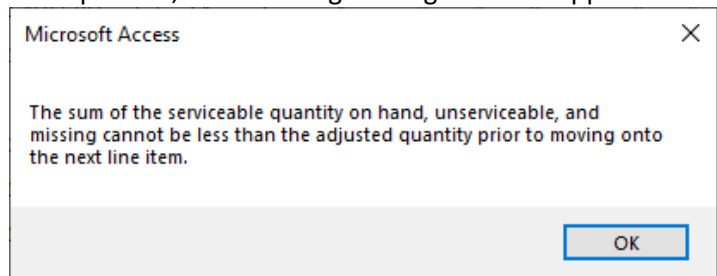 Microsoft Access
The sum of the serviceable quantity on hand, unserviceable, and
missing cannot be less than the adjusted quantity prior to moving onto
the next line item.
OK